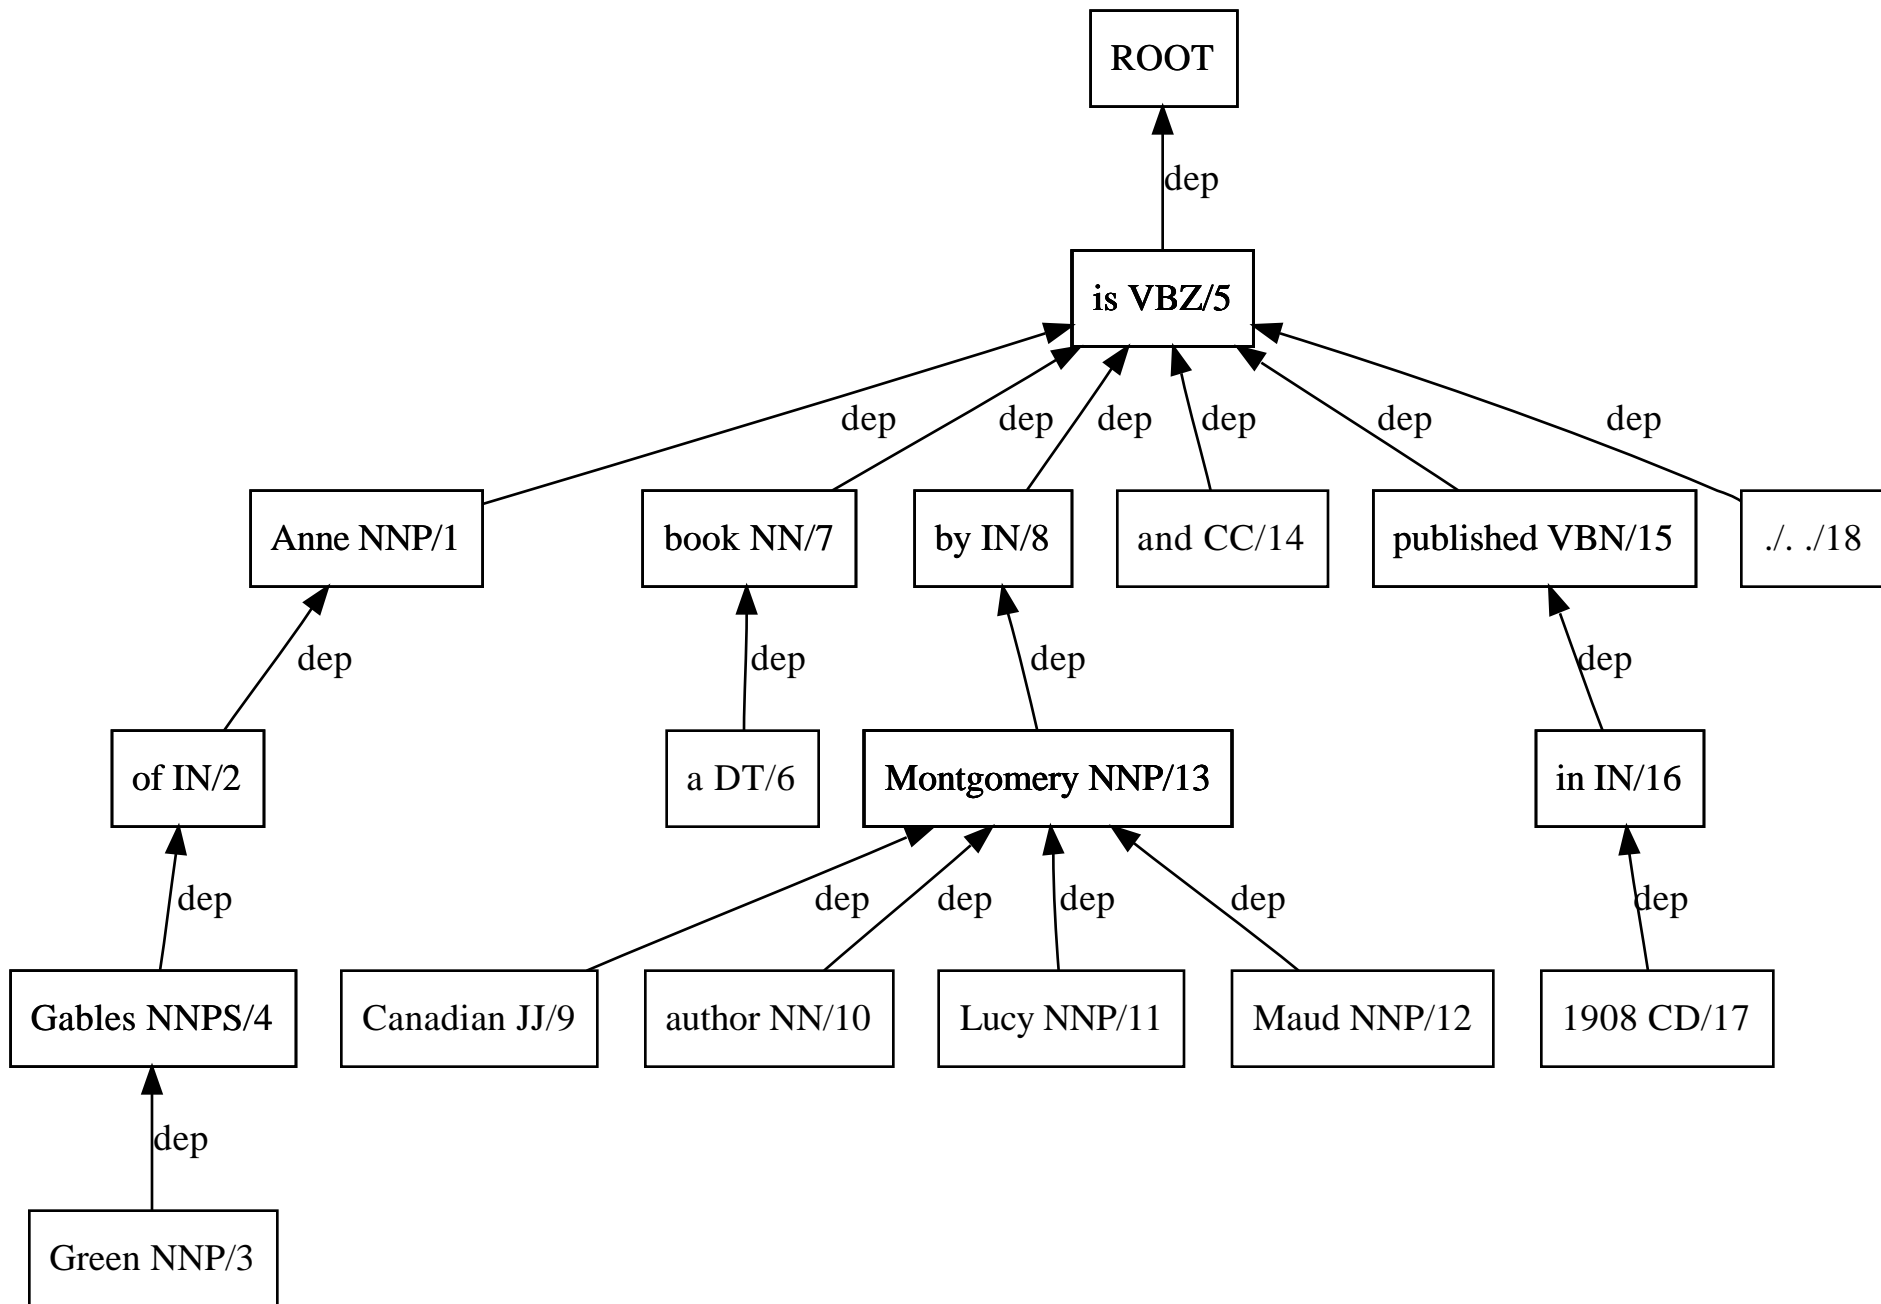 ROOT
dep
is VBZ/5
dep dep dep dep dep dep
Anne NNP/1 book NN/7 by IN/8 and CC/14 published VBN/15 ./. ./18
dep dep dep dep
of IN/2 a DT/6 Montgomery NNP/13 in IN/16
dep dep dep dep dep dep
Gables NNPS/4 Canadian JJ/9 author NN/10 Lucy NNP/11 Maud NNP/12 1908 CD/17
dep
Green NNP/3